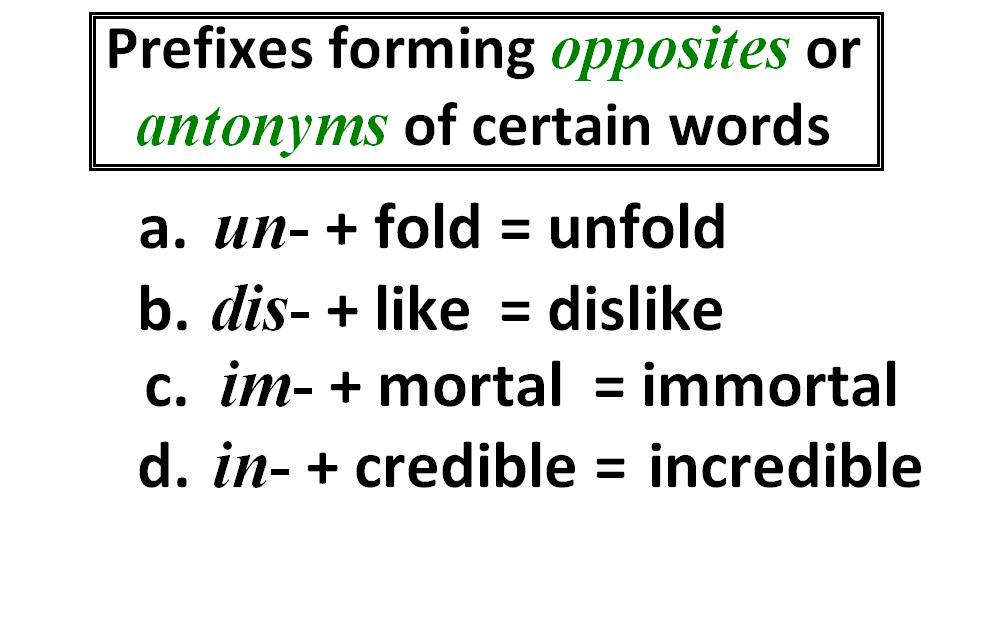 Prefixes forming opposites or
antonyms of certain words
a. un- + fold = unfold
b. dis- + like = dislike
c. im- + mortal = immortal
d. in- + credible = incredible